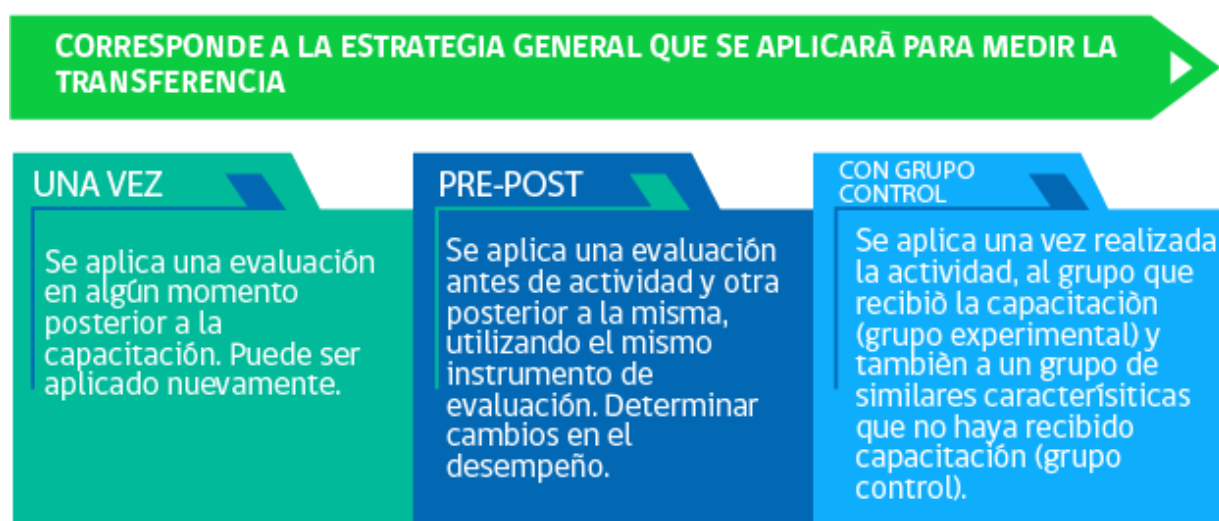 CORRESPONDE A LA ESTRATEGIA GENERAL QUE SE APLICARÀ PARA MEDIR LA
TRANSFERENCIA
UNA VEZ
Se aplica una evaluación
en algún momento
posterior a la
capacitación. Puede ser
aplicado nuevamente.
PRE-POST
Se aplica una evaluación
antes de actividad y otra
posterior a la misma,
utilizando el mismo
instrumento de
evaluación. Determinar
cambios en el
desempeño.
CON GRUPO
CONTROL
Se aplica una vez realizada
la actividad, al grupo que
recibiò la capacitaciòn
(grupo experimental) y
tambièn a un grupo de
similares caracterísiticas
que no haya recibido
capacitación (grupo
control).